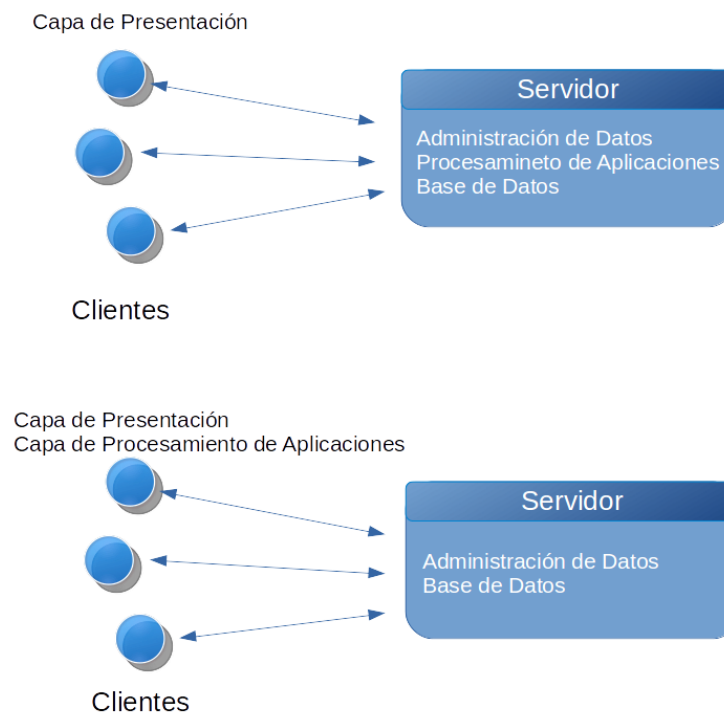 Capa de Presentación
Servidor
Administración de Datos
Procesamineto de Aplicaciones
Base de Datos
Clientes
Capa de Presentación
Capa de Procesamiento de Aplicaciones
Servidor
Administración de Datos
Base de Datos
Clientes